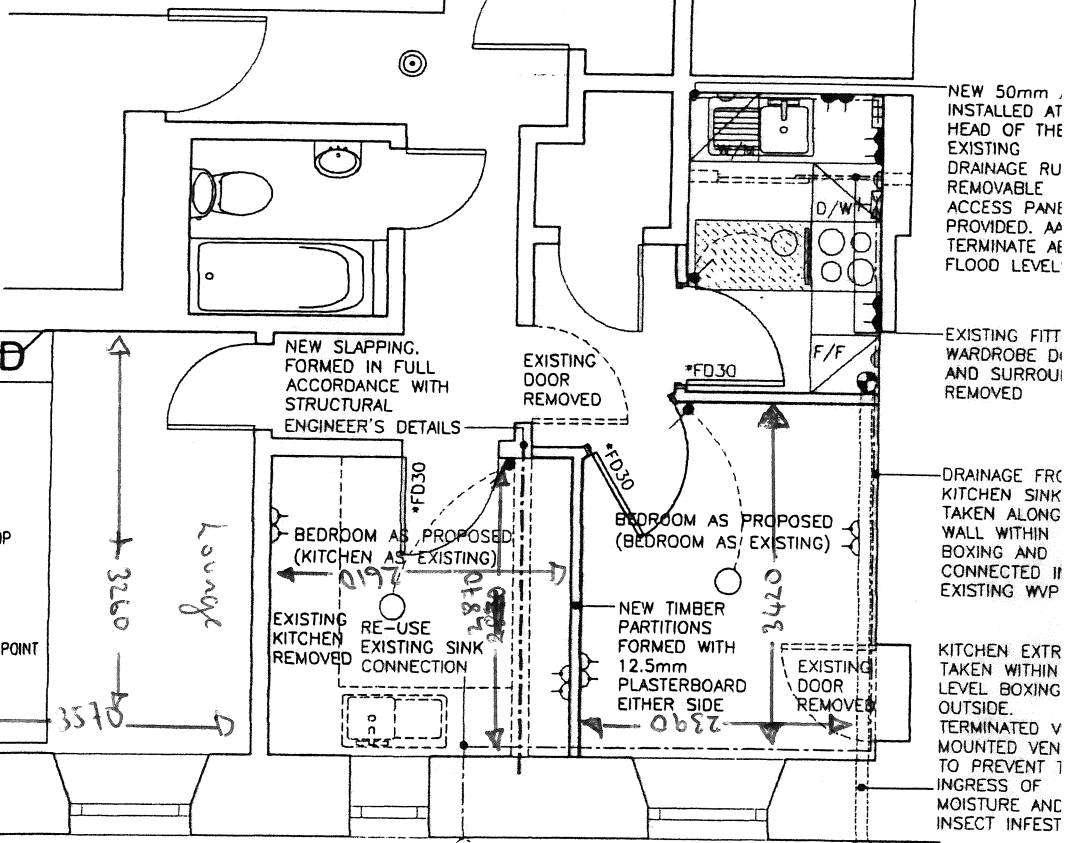 NEW 50mm
INSTALLED AT
HEAD OF THE
EXISTING
DRAINAGE RU
REMOVABLE
ACCESS PANE
PROVIDED. AA
TERMINATE AB
FLOOD LEVEL
W/M
D/W
F/F
EXISTING FITT
WARDROBE DO
AND SURROU
REMOVED
NEW SLAPPING.
FORMED IN FULL
ACCORDANCE WITH
STRUCTURAL
ENGINEER'S DETAILS
EXISTING
DOOR
REMOVED
*FD30
*FD30
*FD30
D
OP
POINT
3260
Lounge
3570
BEDROOM AS PROPOSED
(KITCHEN AS EXISTING)
2610
2870
EXISTING
KITCHEN
REMOVED
RE-USE
EXISTING SINK
CONNECTION
BEDROOM AS PROPOSED
(BEDROOM AS EXISTING)
3420
NEW TIMBER
PARTITIONS
FORMED WITH
12.5mm
PLASTERBOARD
EITHER SIDE
EXISTING
DOOR
REMOVED
2390
DRAINAGE FRO
KITCHEN SINK
TAKEN ALONG
WALL WITHIN
BOXING AND
CONNECTED IN
EXISTING WVP
KITCHEN EXTR
TAKEN WITHIN
LEVEL BOXING
OUTSIDE.
TERMINATED V
MOUNTED VEN
TO PREVENT T
INGRESS OF
MOISTURE AND
INSECT INFEST